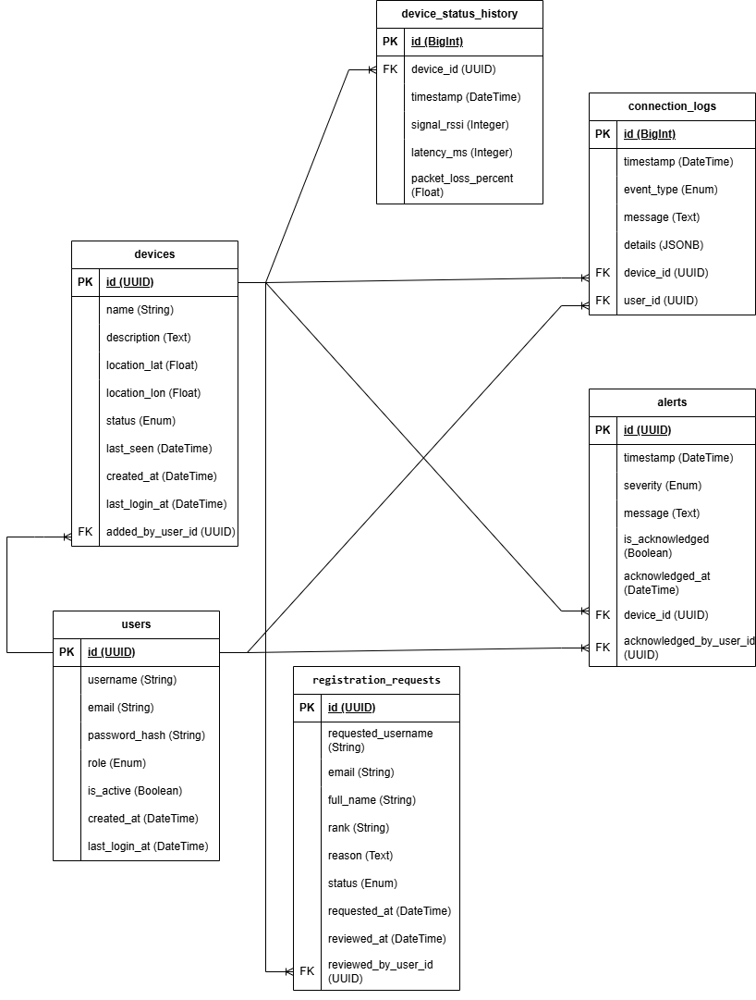 device_status_history
PK id (BigInt)
FK device_id (UUID)
timestamp (DateTime)
signal_rssi (Integer)
latency_ms (Integer)
packet_loss_percent
(Float)
connection_logs
PK id (BigInt)
timestamp (DateTime)
event_type (Enum)
message (Text)
details (JSONB)
FK device_id (UUID)
FK user_id (UUID)
devices
PK id (UUID)
name (String)
description (Text)
location_lat (Float)
location_lon (Float)
status (Enum)
last_seen (DateTime)
created_at (DateTime)
last_login_at (DateTime)
FK added_by_user_id (UUID)
alerts
PK id (UUID)
timestamp (DateTime)
severity (Enum)
message (Text)
is_acknowledged
(Boolean)
acknowledged_at
(DateTime)
FK device_id (UUID)
FK acknowledged_by_user_id
(UUID)
users
PK id (UUID)
username (String)
email (String)
password_hash (String)
role (Enum)
is_active (Boolean)
created_at (DateTime)
last_login_at (DateTime)
registration_requests
PK id (UUID)
requested_username
(String)
email (String)
full_name (String)
rank (String)
reason (Text)
status (Enum)
requested_at (DateTime)
reviewed_at (DateTime)
FK reviewed_by_user_id
(UUID)